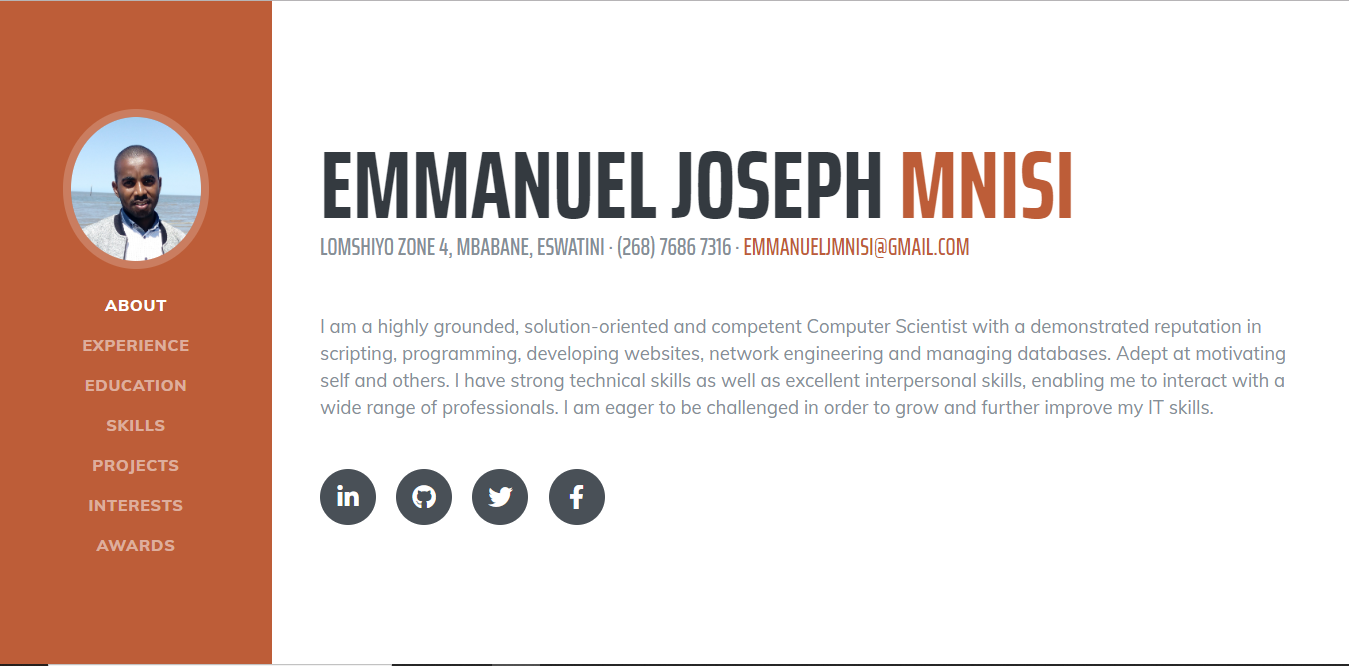 ABOUT
EXPERIENCE
EDUCATION
SKILLS
PROJECTS
INTERESTS
AWARDS
EMMANUEL JOSEPH MNISI
LOMSHIYO ZONE 4, MBABANE, ESWATINI · (268) 7686 7316 · EMMANUELJMNISI@GMAIL.COM
I am a highly grounded, solution-oriented and competent Computer Scientist with a demonstrated reputation in
scripting, programming, developing websites, network engineering and managing databases. Adept at motivating
self and others. I have strong technical skills as well as excellent interpersonal skills, enabling me to interact with a
wide range of professionals. I am eager to be challenged in order to grow and further improve my IT skills.
in
f